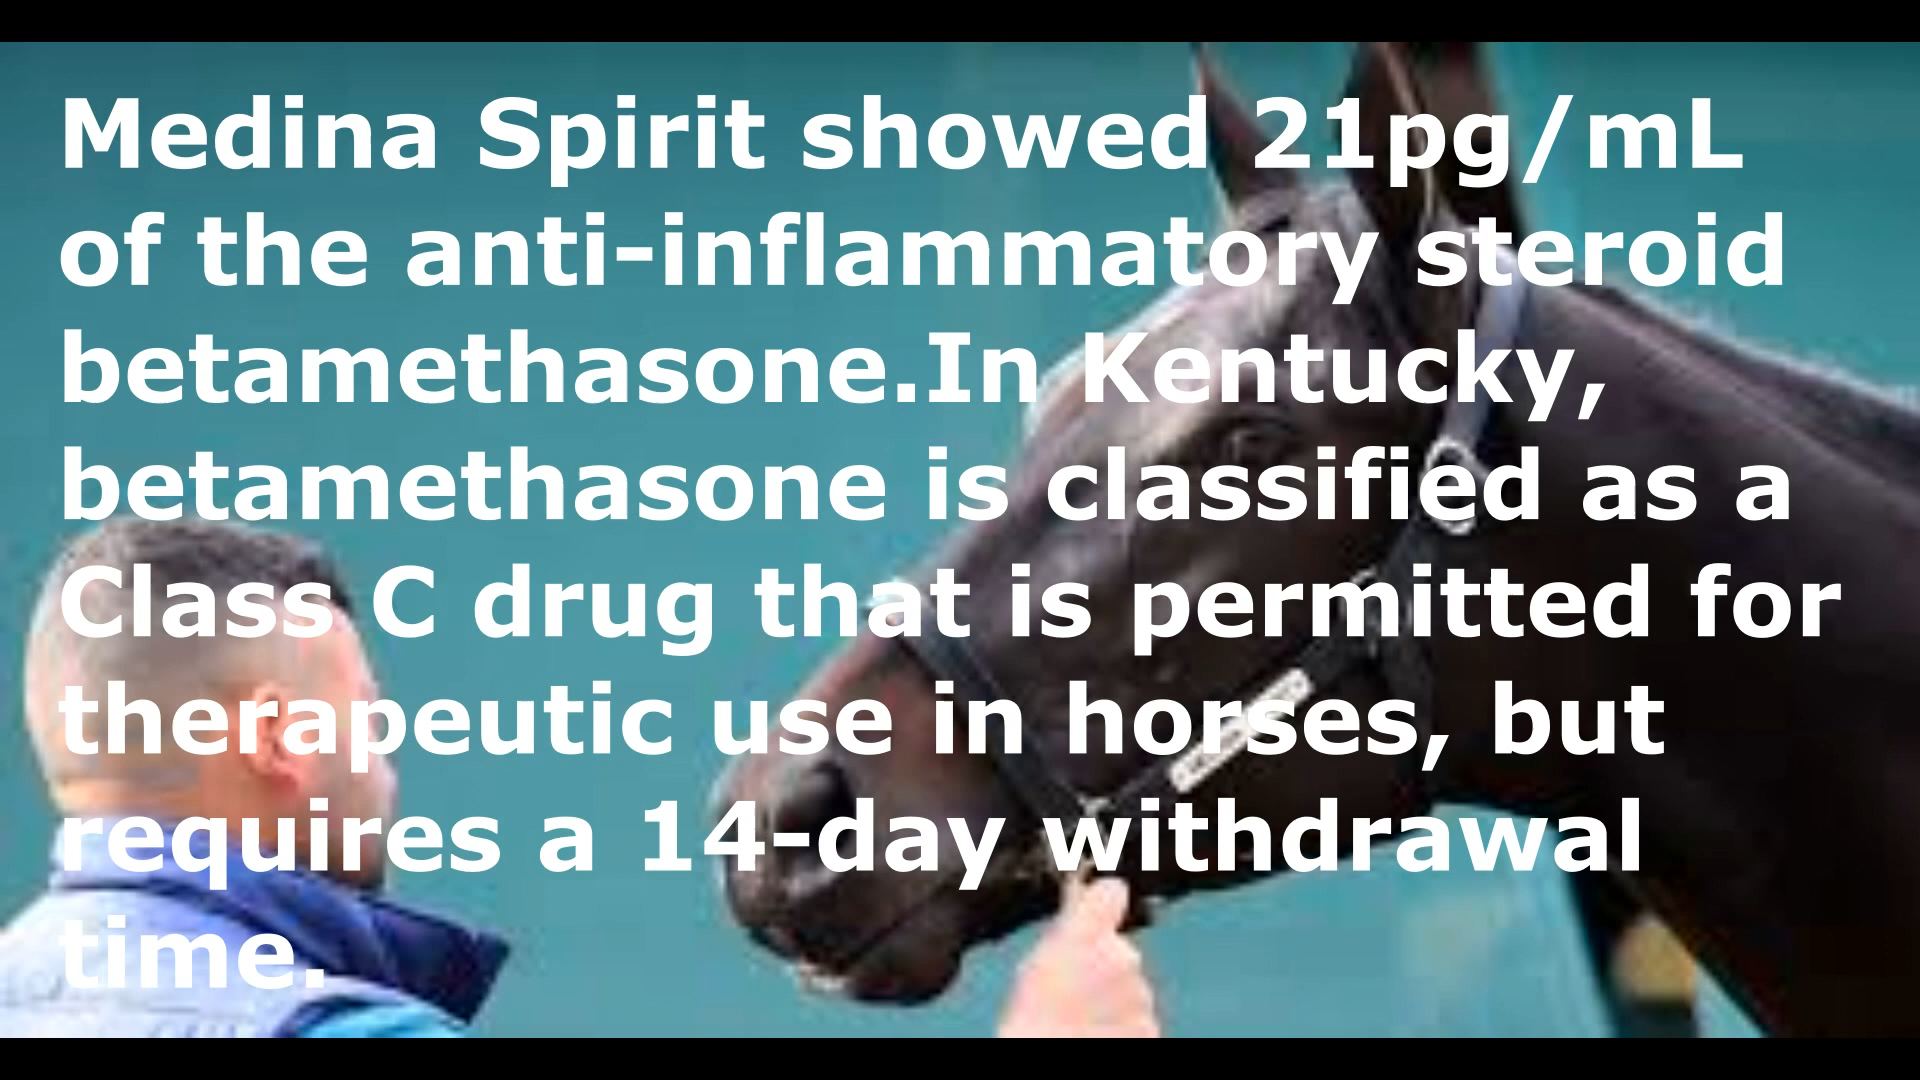 Medina Spirit showed 21pg/mL
of the anti-inflammatory steroid
betamethasone.In Kentucky,
betamethasone is classified as a
Class C drug that is permitted for
therapeutic use in horses, but
requires a 14-day withdrawal
time.